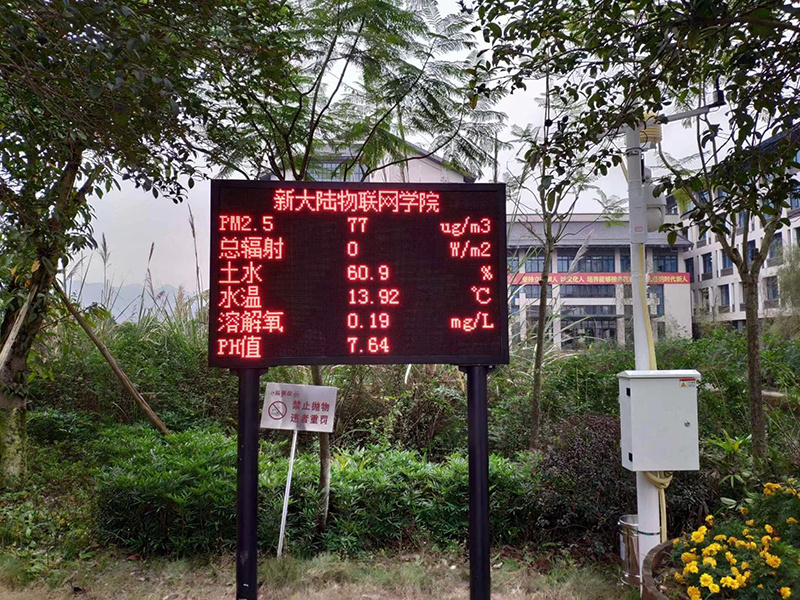 新大陆物联网学院
PM2.5 77 ug/m3
总辐射 0 W/m2
土水 60.9 %
水温 13.92 ℃
溶解氧 0.19 mg/L
PH值 7.64
禁止抛物
违者重罚